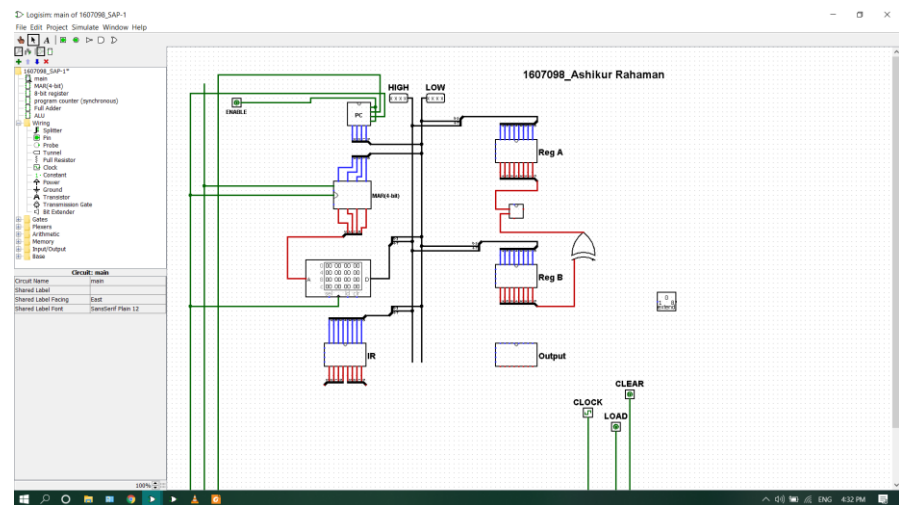 Logisim: main of 1607098_SAP-1
File Edit Project Simulate Window Help
1607098_SAP-1*
main
MAR(4-bit)
8-bit register
program counter (synchronous)
Full Adder
ALU
Wiring
Splitter
Pin
Probe
Tunnel
Pull Resistor
Clock
Constant
Power
Ground
Transistor
Transmission Gate
Bit Extender
Gates
Plexers
Arithmetic
Memory
Input/Output
Base
Circuit: main
Circuit Name main
Shared Label
Shared Label Facing East
Shared Label Font SansSerif Plain 12
100%
1607098_Ashikur Rahaman
HIGH LOW
ENABLE
PC
Reg A
MAR(4-bit)
A D
Reg B
IR
Output
extend
CLEAR
CLOCK
LOAD
ENG 4:32 PM